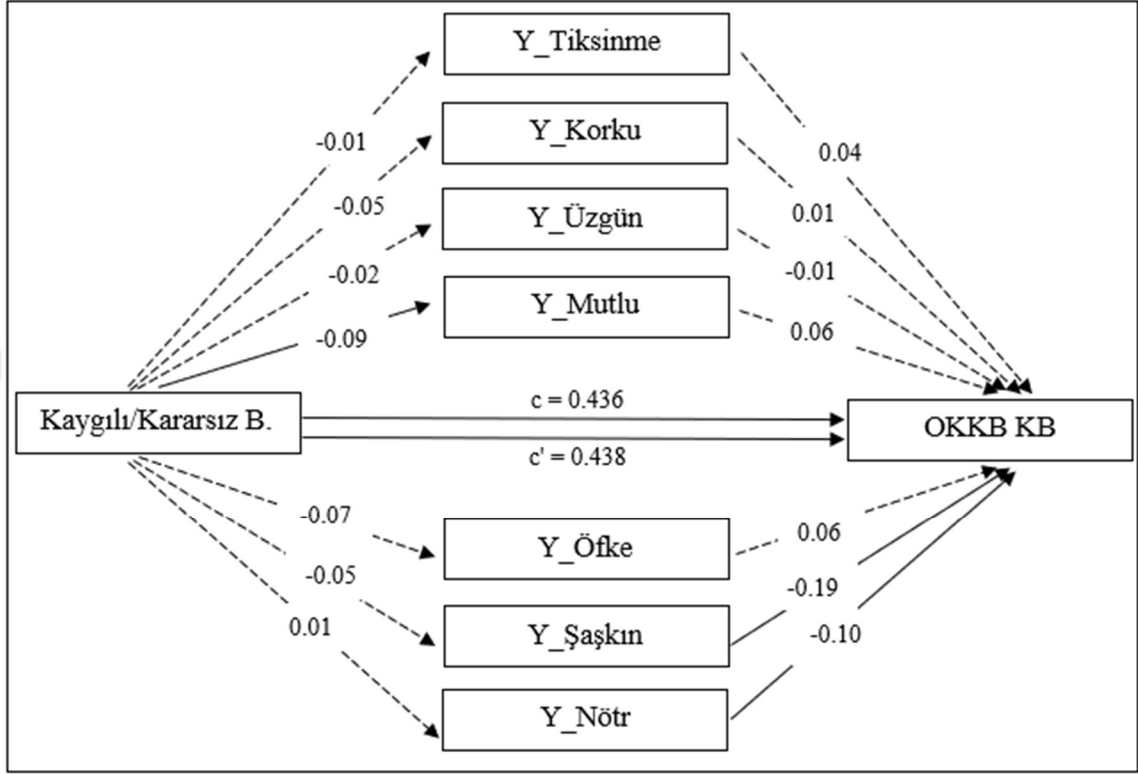 Y_Tiksinme
-0.01
0.04
Y_Korku
-0.05
0.01
Y_Üzgün
-0.02
-0.01
Y_Mutlu
-0.09
0.06
Kaygılı/Kararsız B.
c = 0.436
c' = 0.438
OKKB KB
-0.07
Y_Öfke
0.06
-0.05
Y_Şaşkın
-0.19
0.01
-0.10
Y_Nötr